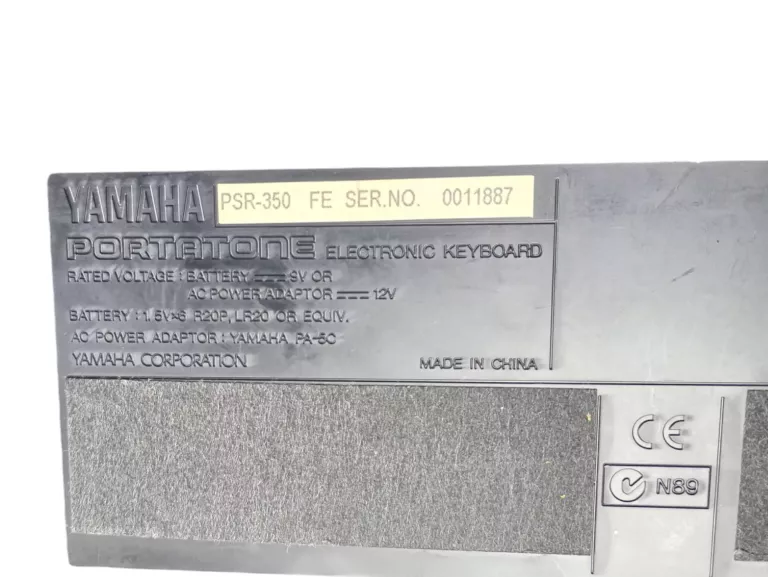 YAMAHA PSR-350 FE SER.NO. 0011887
PORTATONE ELECTRONIC KEYBOARD
RATED VOLTAGE : BATTERY ⎓ 9V OR
AC POWER ADAPTOR ⎓ 12V
BATTERY : 1.5V×6 R20P, LR20 OR EQUIV.
AC POWER ADAPTOR : YAMAHA PA-5C
YAMAHA CORPORATION MADE IN CHINA
CE
N89